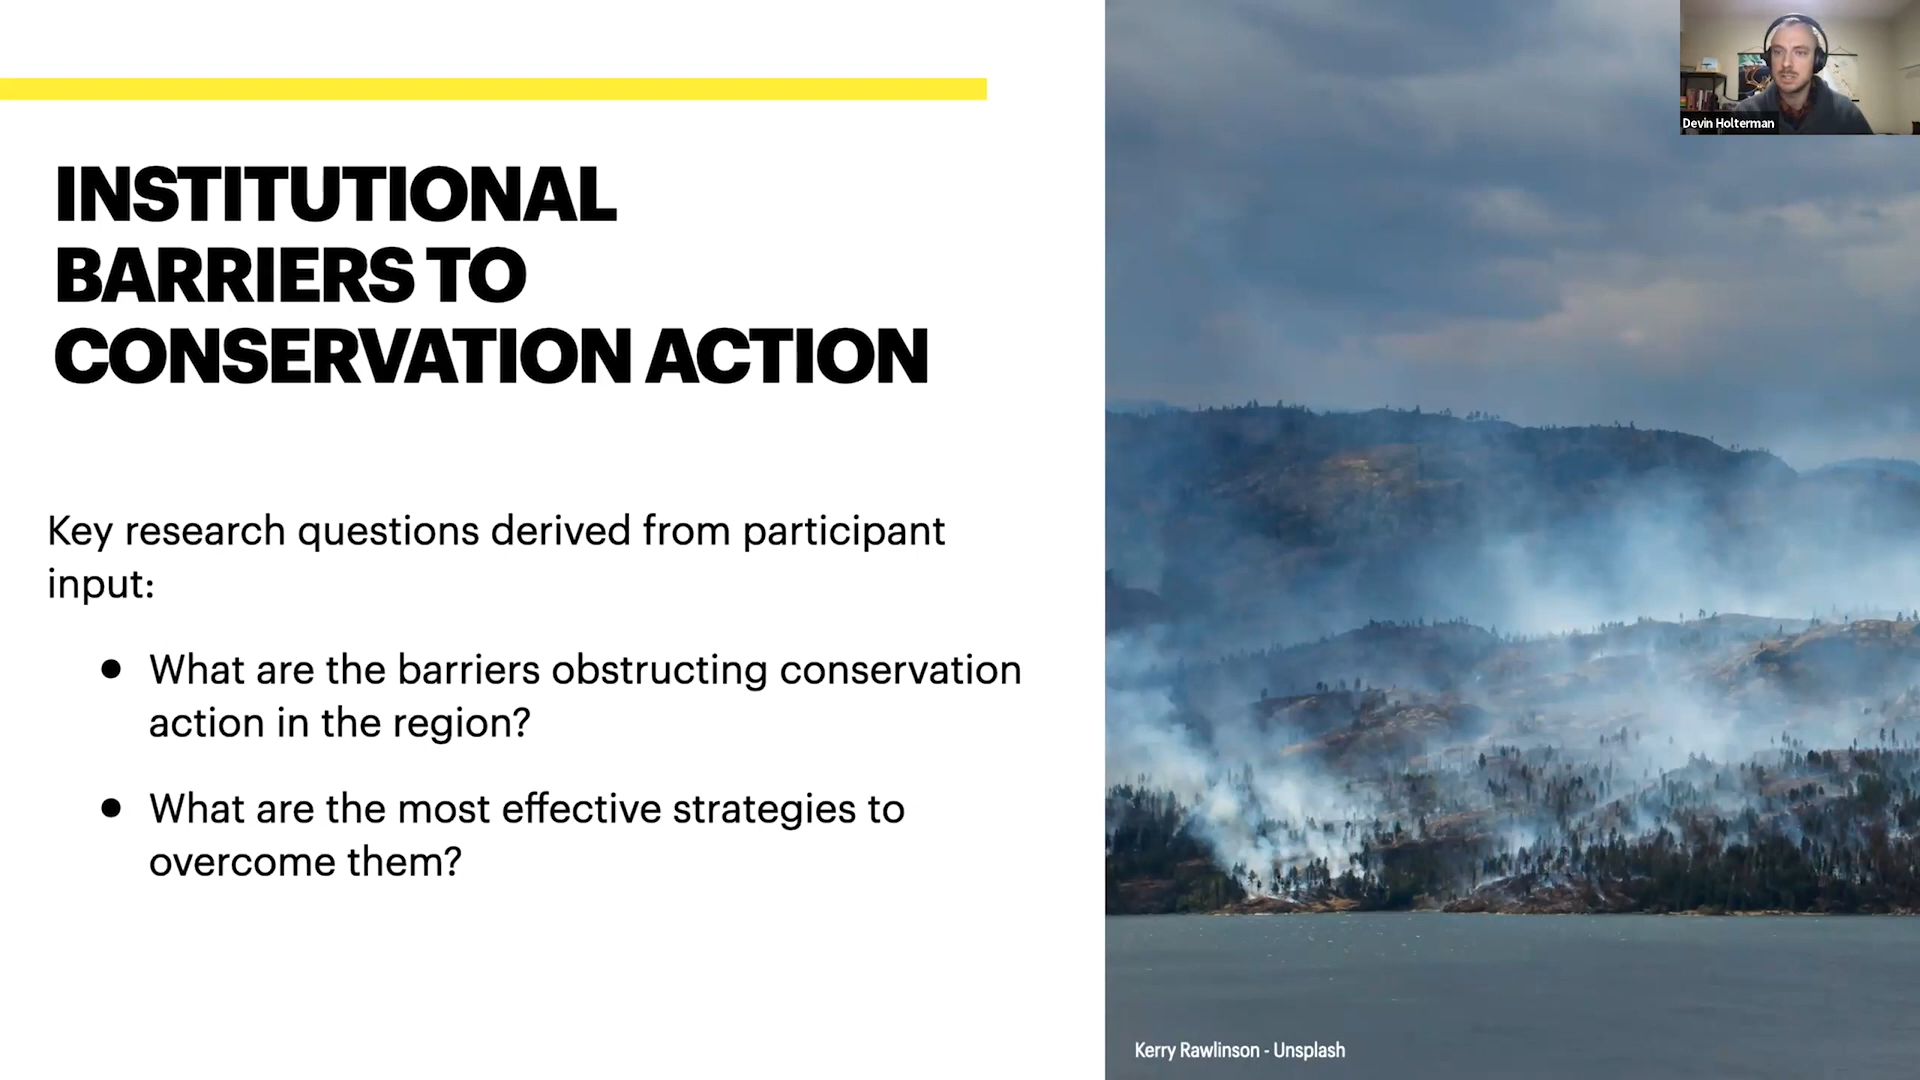 Devin Holterman
INSTITUTIONAL
BARRIERS TO
CONSERVATION ACTION
Key research questions derived from participant
input:
• What are the barriers obstructing conservation
action in the region?
• What are the most effective strategies to
overcome them?
Kerry Rawlinson - Unsplash